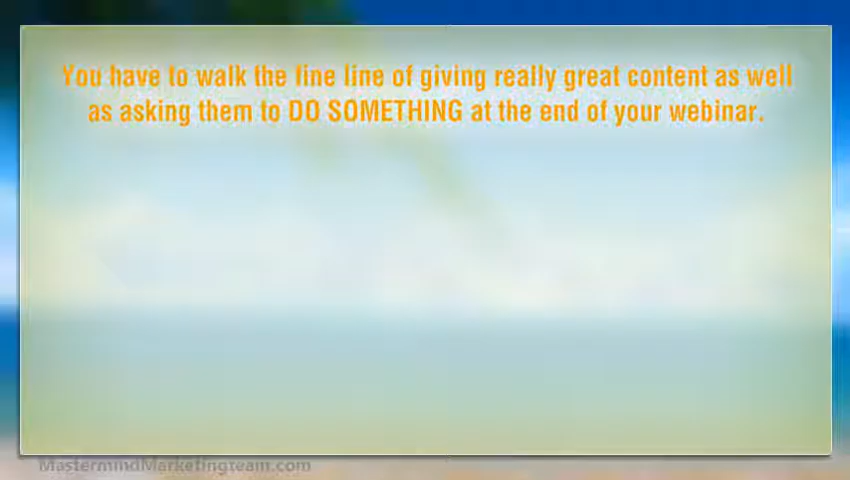 You have to walk the line line of giving really great content as well
as asking them to DO SOMETHING at the end of your webinar.
MastermindMarketingteam.com